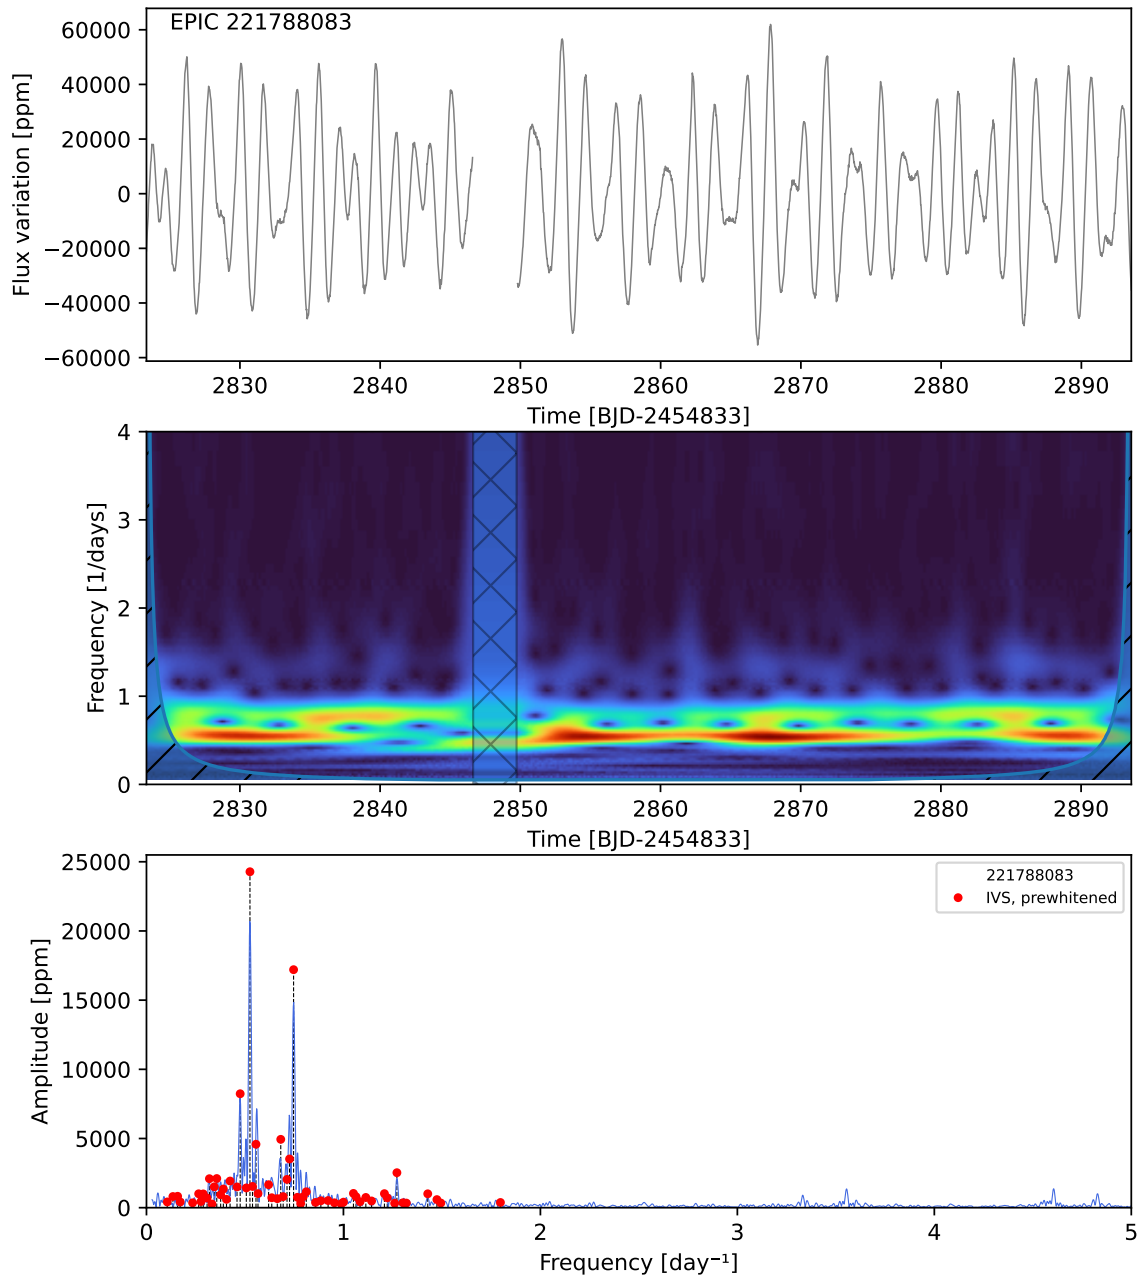 EPIC 221788083
60000
40000
20000
0
−20000
−40000
−60000
Flux variation [ppm]
2830 2840 2850 2860 2870 2880 2890
Time [BJD-2454833]
4
3
2
1
0
Frequency [1/days]
2830 2840 2850 2860 2870 2880 2890
Time [BJD-2454833]
25000
20000
15000
10000
5000
0
Amplitude [ppm]
221788083
IVS, prewhitened
0 1 2 3 4 5
Frequency [day⁻¹]